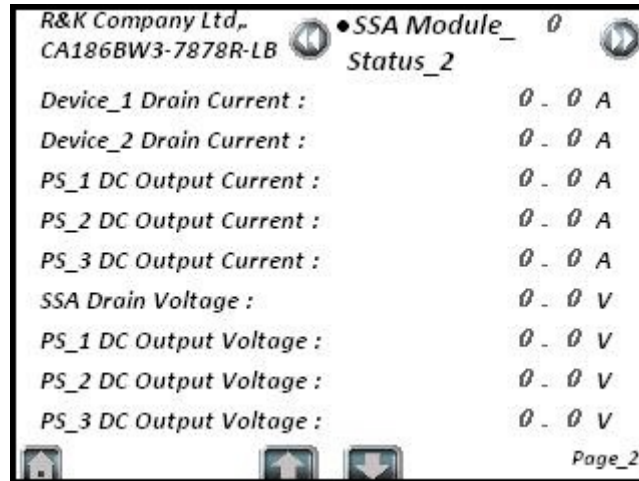 R&K Company Ltd,.
CA186BW3-7878R-LB
●SSA Module_ 0
Status_2
Device_1 Drain Current : 0. 0 A
Device_2 Drain Current : 0. 0 A
PS_1 DC Output Current : 0. 0 A
PS_2 DC Output Current : 0. 0 A
PS_3 DC Output Current : 0. 0 A
SSA Drain Voltage : 0. 0 V
PS_1 DC Output Voltage : 0. 0 V
PS_2 DC Output Voltage : 0. 0 V
PS_3 DC Output Voltage : 0. 0 V
Page_2